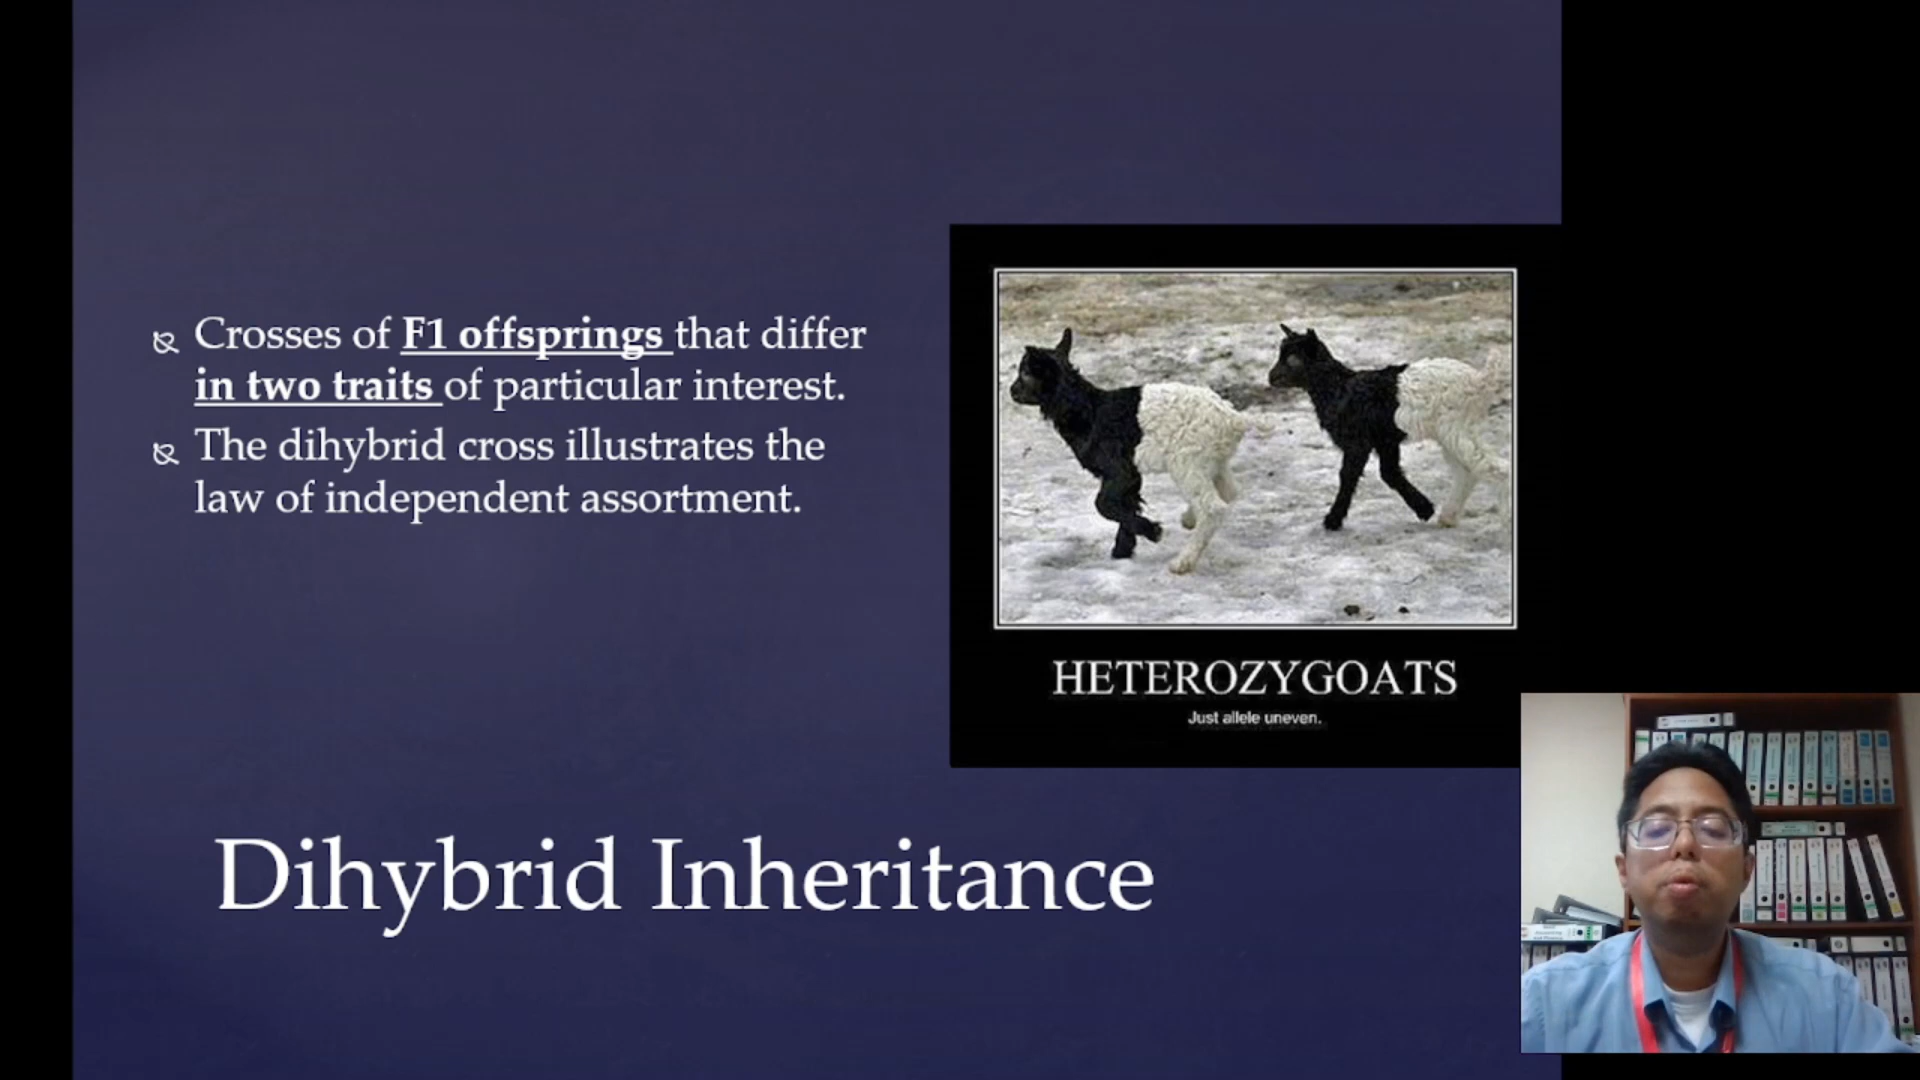 Crosses of F1 offsprings that differ
in two traits of particular interest.
The dihybrid cross illustrates the
law of independent assortment.
HETEROZYGOATS
Just allele uneven.
Dihybrid Inheritance